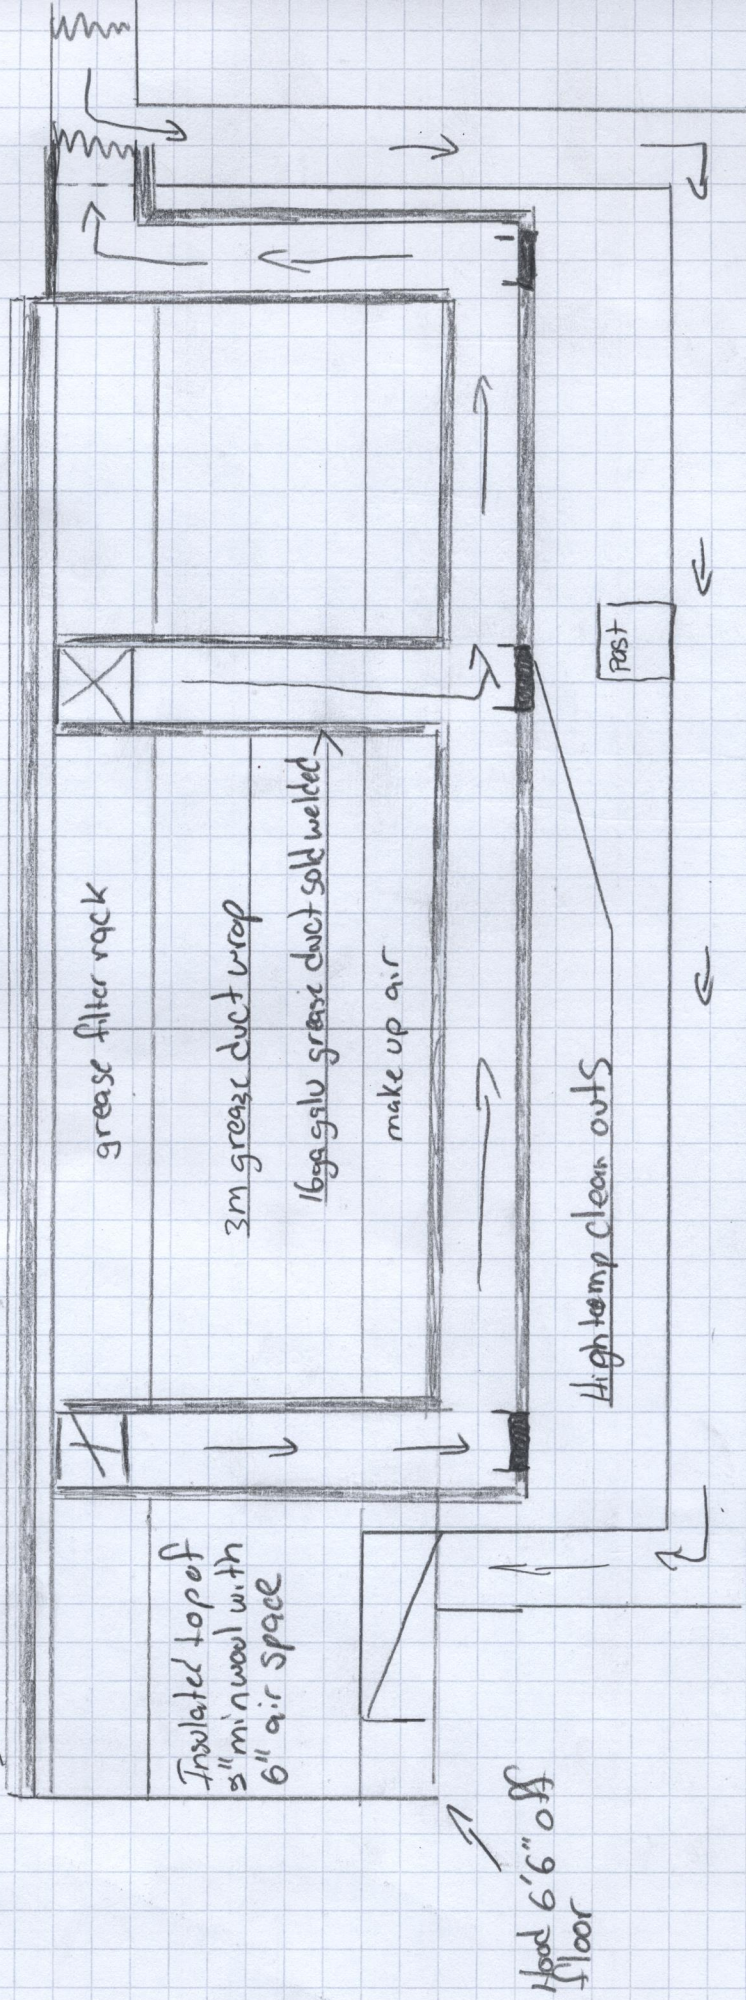 grease filter rack
3m grease duct wrap
16ga galv grease duct sold welded
make up air
Insulated top of
3" min wool with
6" air space
High temp clean outs
Post
Hood 6'6" off
floor